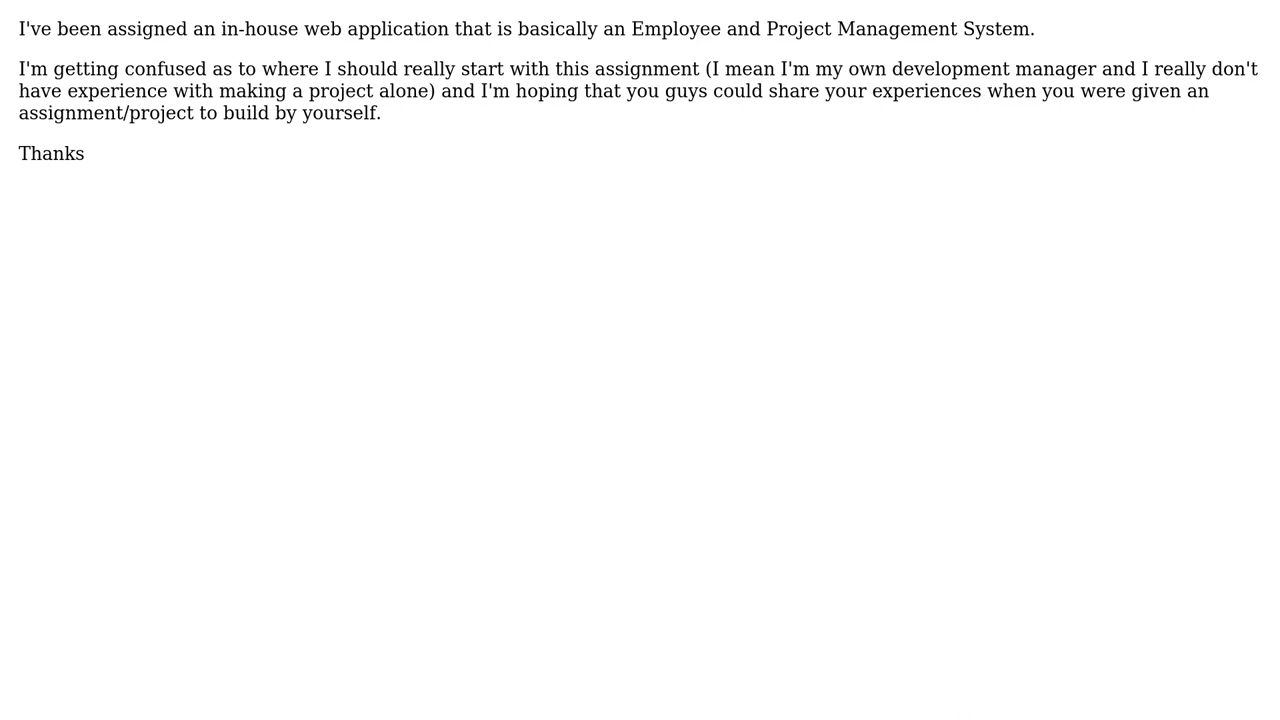 I've been assigned an in-house web application that is basically an Employee and Project Management System.
I'm getting confused as to where I should really start with this assignment (I mean I'm my own development manager and I really don't
have experience with making a project alone) and I'm hoping that you guys could share your experiences when you were given an
assignment/project to build by yourself.
Thanks